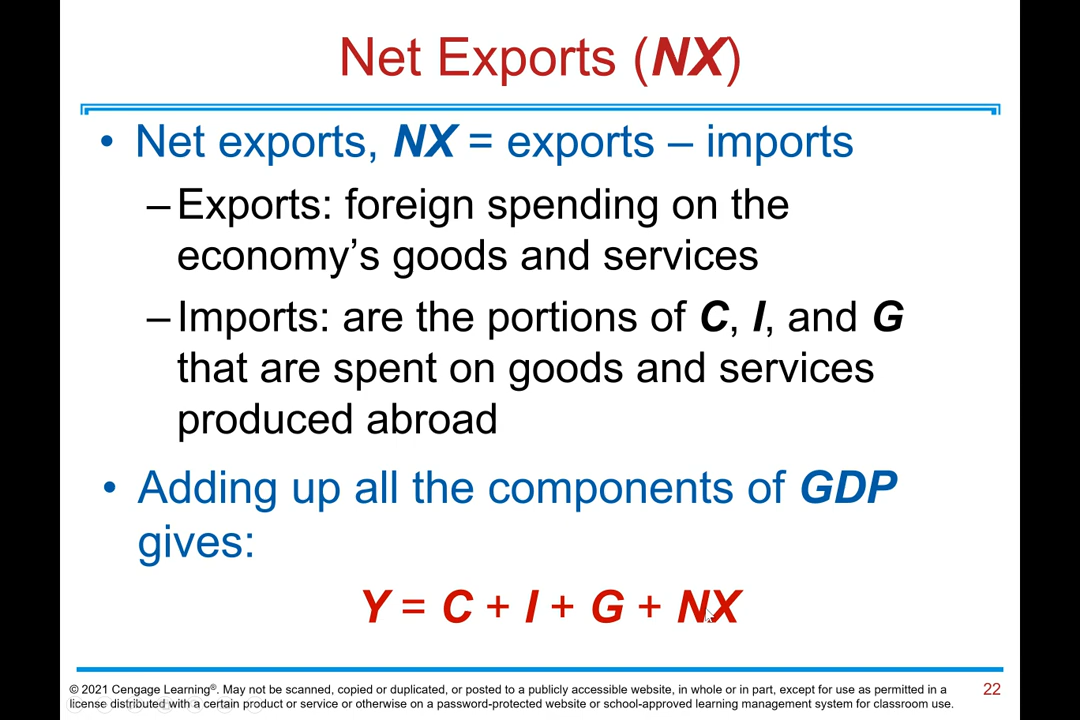 Net Exports (NX)
• Net exports, NX = exports – imports
– Exports: foreign spending on the
economy’s goods and services
– Imports: are the portions of C, I, and G
that are spent on goods and services
produced abroad
• Adding up all the components of GDP
gives:
Y = C + I + G + NX
© 2021 Cengage Learning®. May not be scanned, copied or duplicated, or posted to a publicly accessible website, in whole or in part, except for use as permitted in a
license distributed with a certain product or service or otherwise on a password-protected website or school-approved learning management system for classroom use.
22